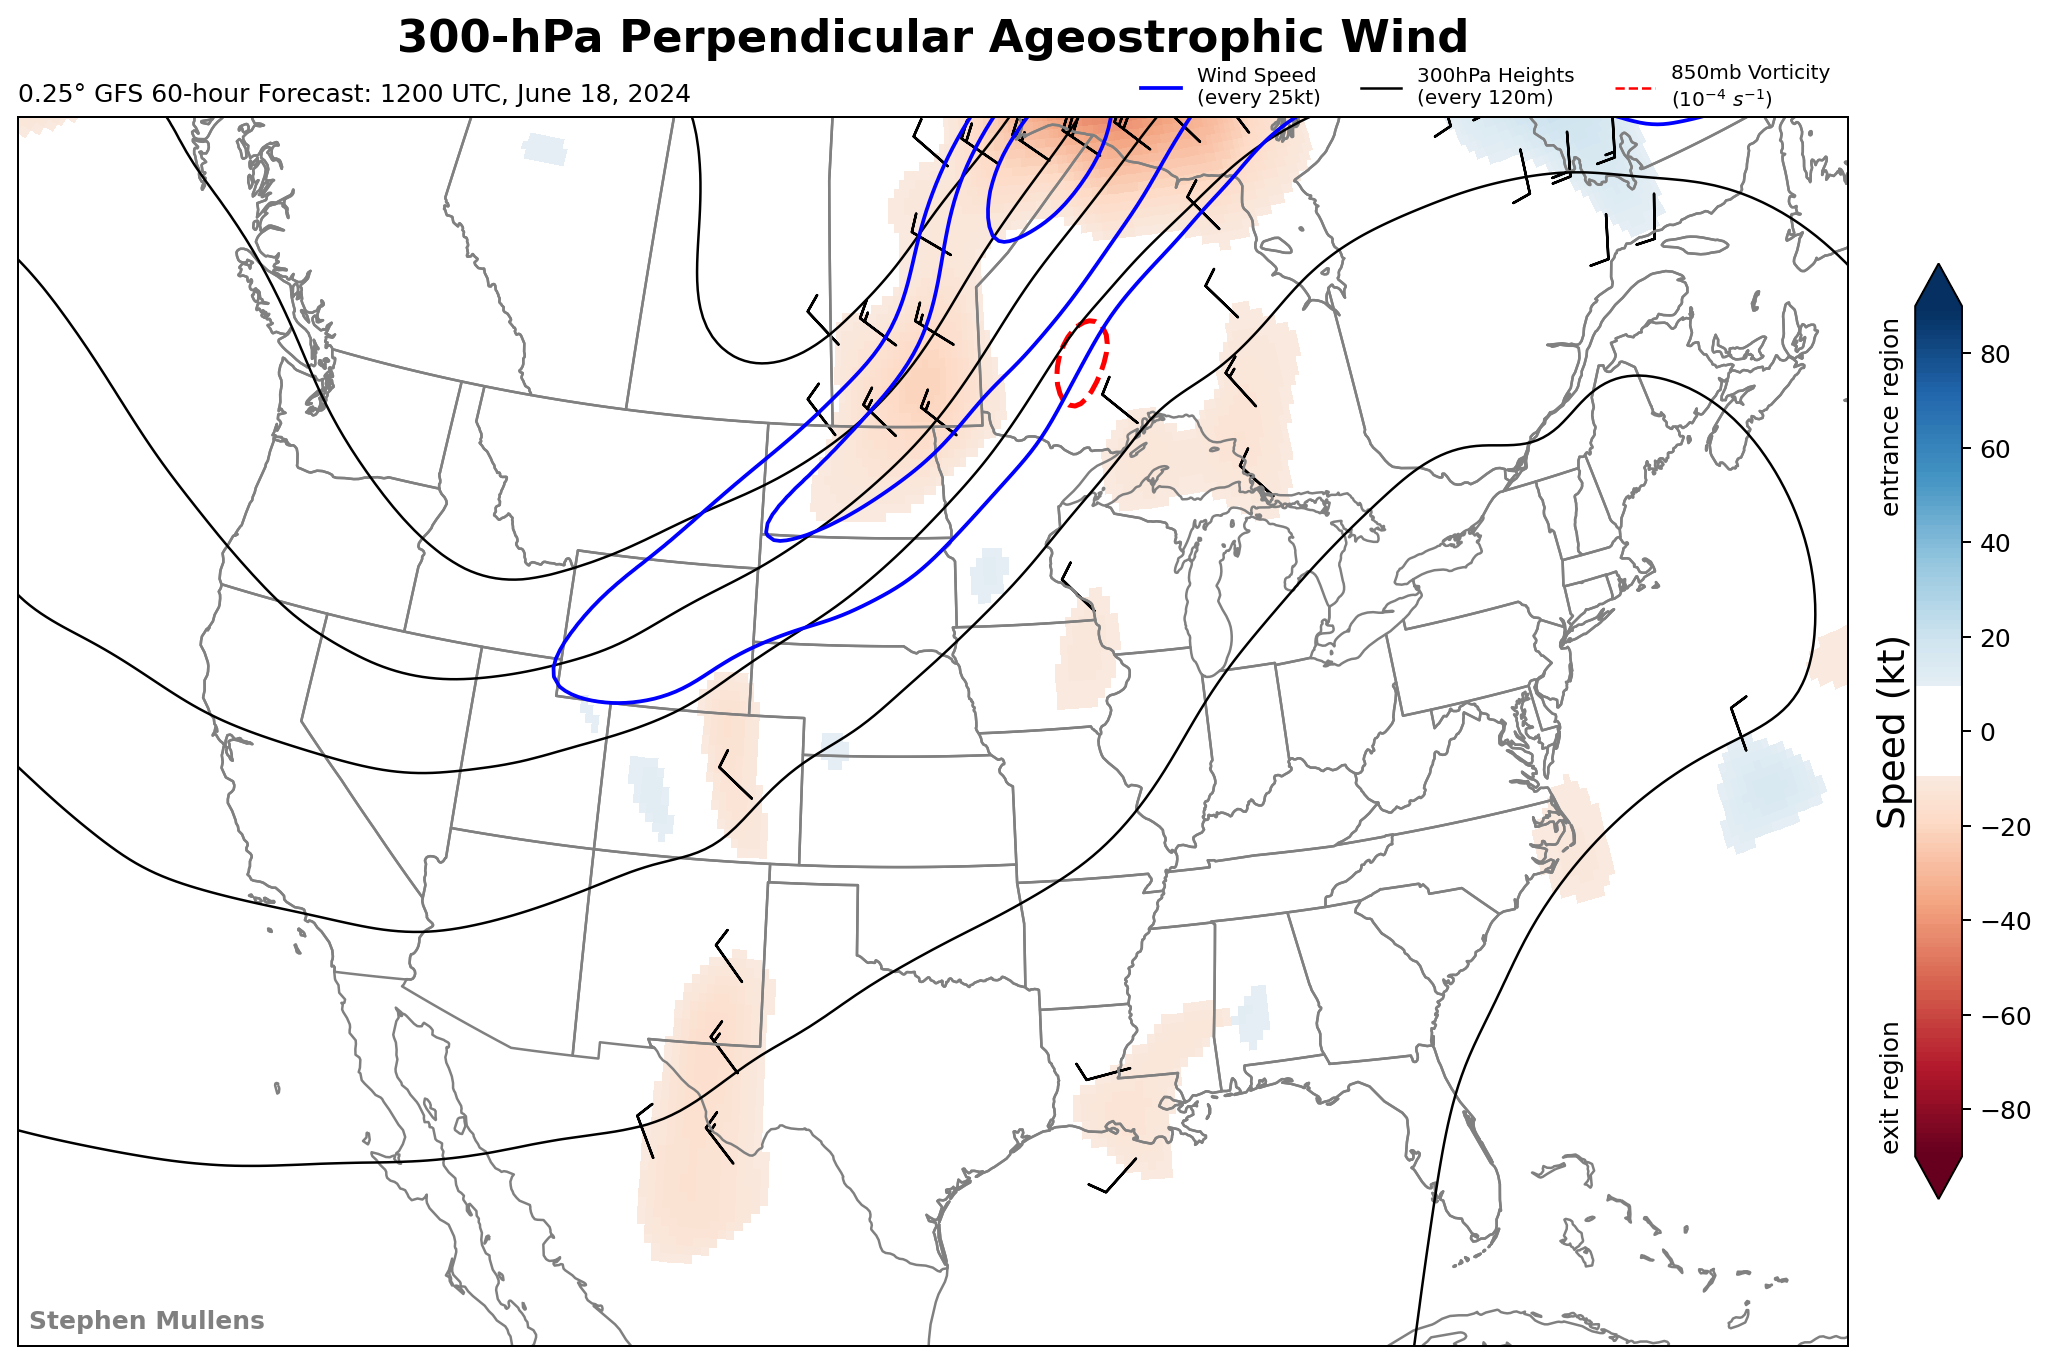 300-hPa Perpendicular Ageostrophic Wind
0.25° GFS 60-hour Forecast: 1200 UTC, June 18, 2024
Wind Speed
(every 25kt)
300hPa Heights
(every 120m)
850mb Vorticity
(10⁻⁴ s⁻¹)
entrance region
exit region
Speed (kt)
80
60
40
20
0
−20
−40
−60
−80
Stephen Mullens